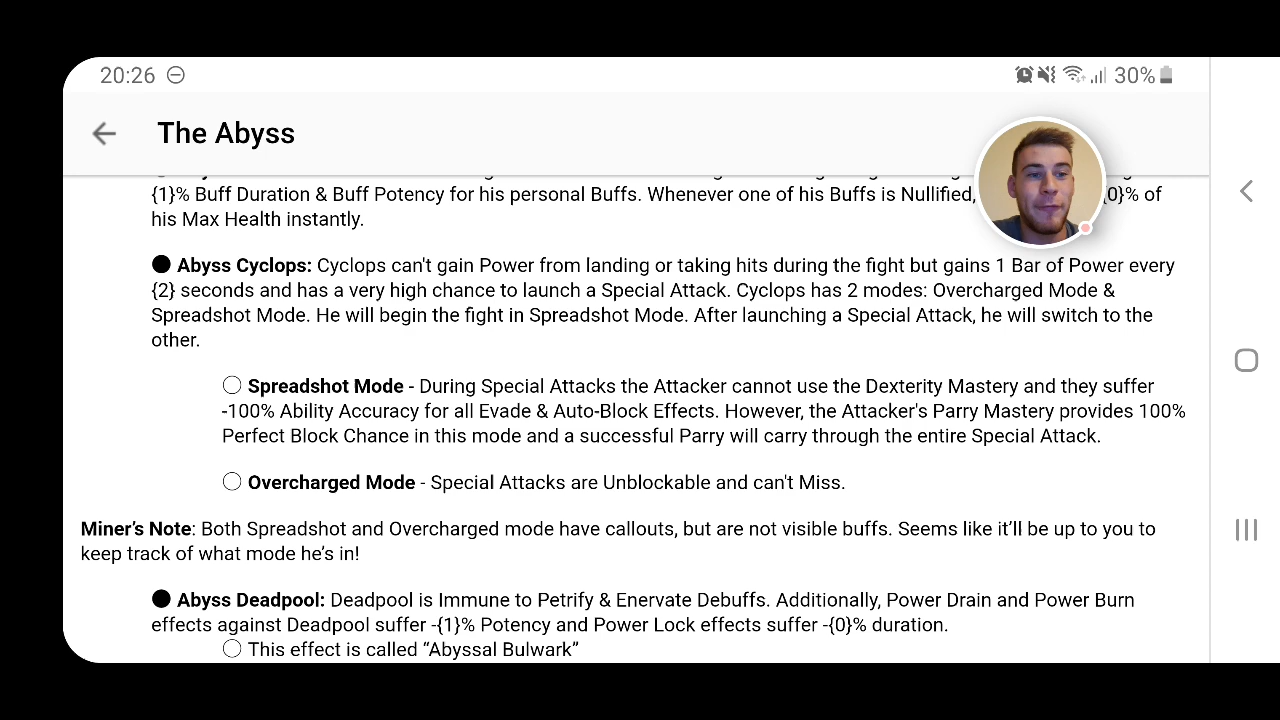 20:26
30%
The Abyss
{1}% Buff Duration & Buff Potency for his personal Buffs. Whenever one of his Buffs is Nullified, {0}% of
his Max Health instantly.
● Abyss Cyclops: Cyclops can't gain Power from landing or taking hits during the fight but gains 1 Bar of Power every
{2} seconds and has a very high chance to launch a Special Attack. Cyclops has 2 modes: Overcharged Mode &
Spreadshot Mode. He will begin the fight in Spreadshot Mode. After launching a Special Attack, he will switch to the
other.
○ Spreadshot Mode - During Special Attacks the Attacker cannot use the Dexterity Mastery and they suffer
-100% Ability Accuracy for all Evade & Auto-Block Effects. However, the Attacker's Parry Mastery provides 100%
Perfect Block Chance in this mode and a successful Parry will carry through the entire Special Attack.
○ Overcharged Mode - Special Attacks are Unblockable and can't Miss.
Miner's Note: Both Spreadshot and Overcharged mode have callouts, but are not visible buffs. Seems like it'll be up to you to
keep track of what mode he's in!
● Abyss Deadpool: Deadpool is Immune to Petrify & Enervate Debuffs. Additionally, Power Drain and Power Burn
effects against Deadpool suffer -{1}% Potency and Power Lock effects suffer -{0}% duration.
○ This effect is called “Abyssal Bulwark”